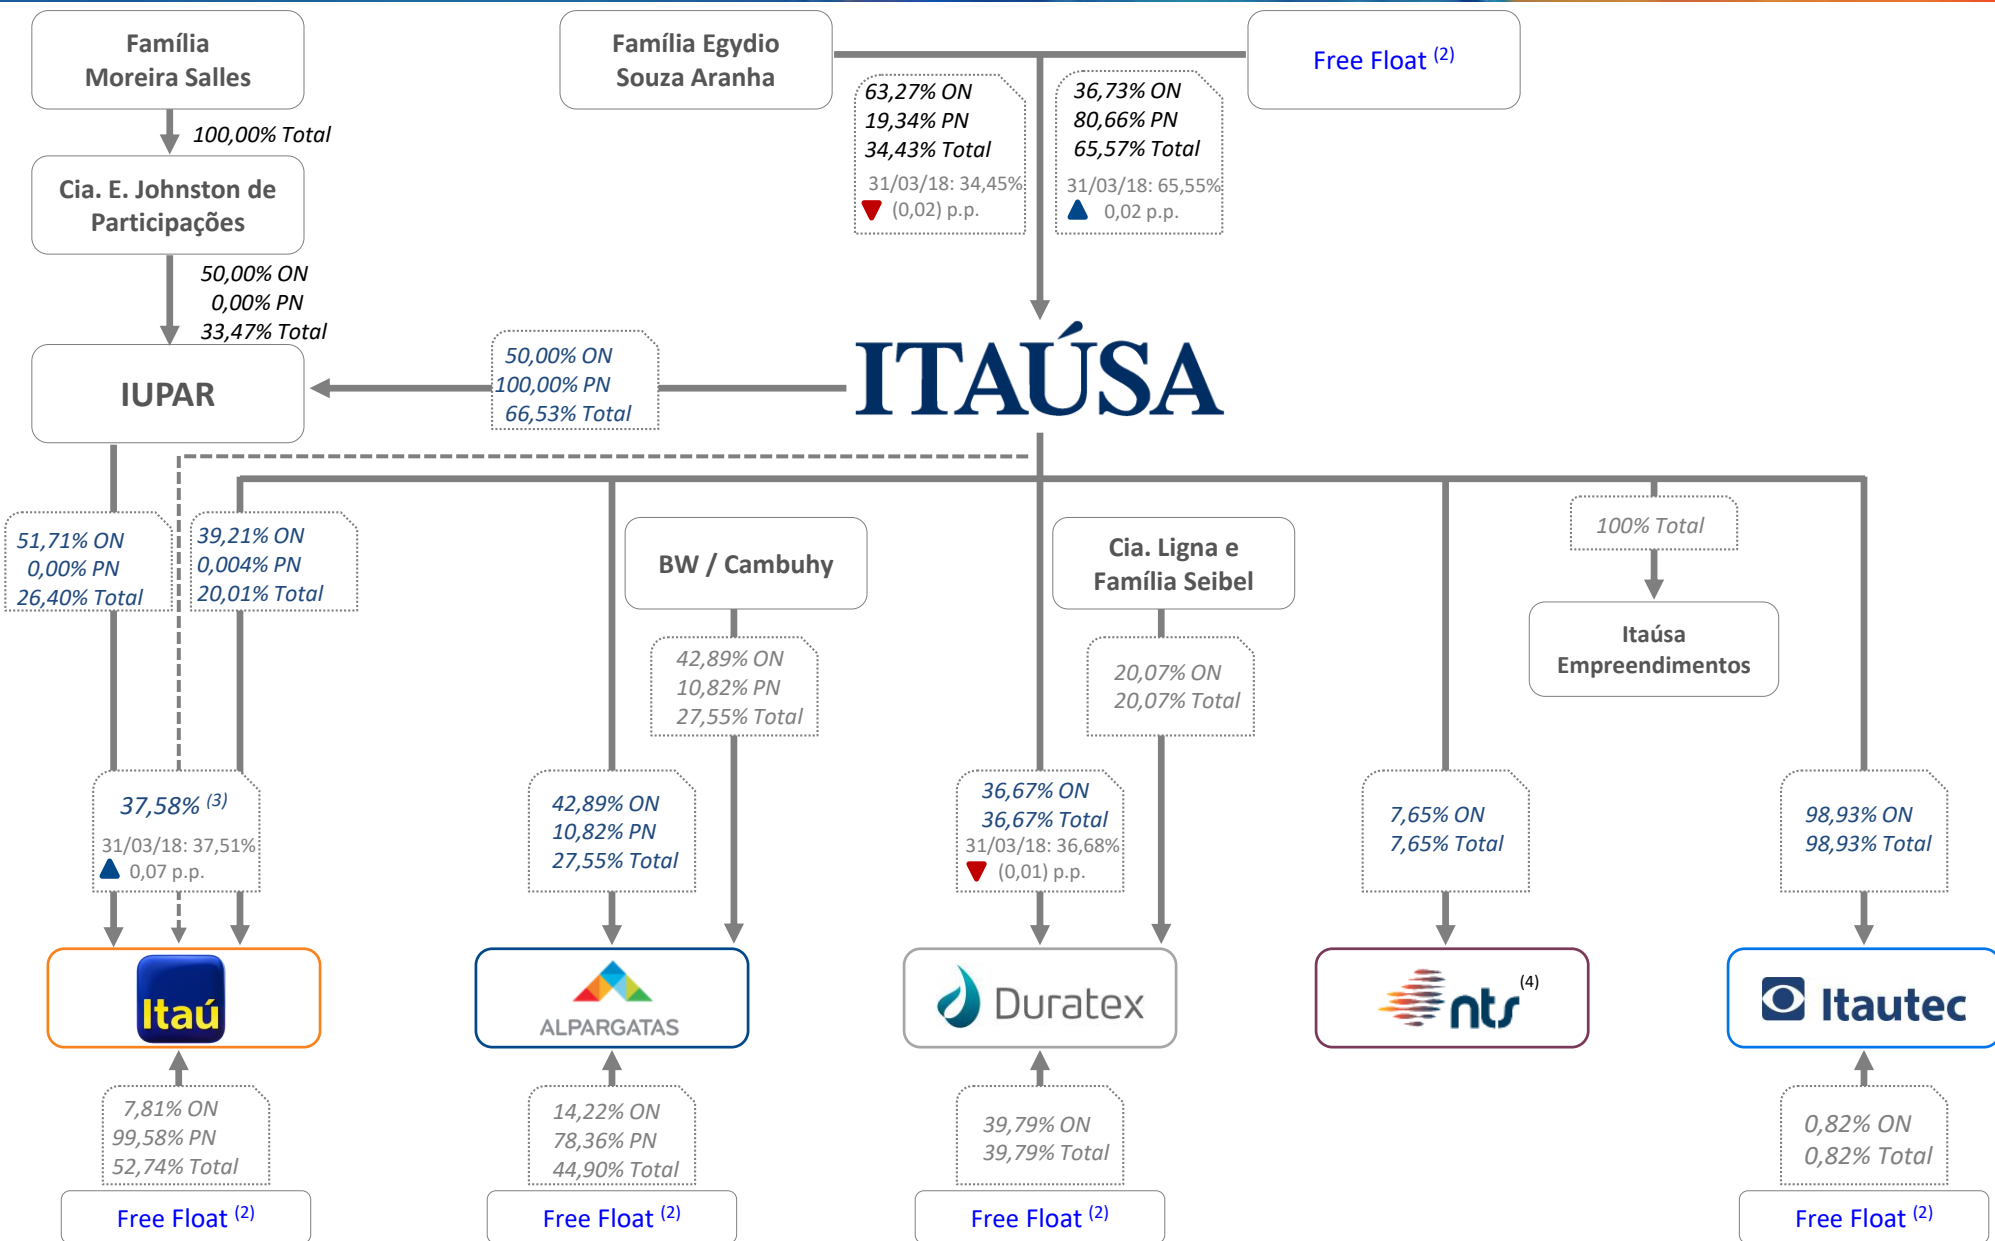 Família
Moreira Salles
Família Egydio
Souza Aranha
Free Float (2)
63,27% ON
19,34% PN
34,43% Total
31/03/18: 34,45%
(0,02) p.p.
36,73% ON
80,66% PN
65,57% Total
31/03/18: 65,55%
0,02 p.p.
100,00% Total
Cia. E. Johnston de
Participações
50,00% ON
0,00% PN
33,47% Total
IUPAR
50,00% ON
100,00% PN
66,53% Total
ITAÚSA
51,71% ON
0,00% PN
26,40% Total
39,21% ON
0,004% PN
20,01% Total
BW / Cambuhy
Cia. Ligna e
Família Seibel
100% Total
Itaúsa
Empreendimentos
42,89% ON
10,82% PN
27,55% Total
20,07% ON
20,07% Total
37,58% (3)
31/03/18: 37,51%
0,07 p.p.
42,89% ON
10,82% PN
27,55% Total
36,67% ON
36,67% Total
31/03/18: 36,68%
(0,01) p.p.
7,65% ON
7,65% Total
98,93% ON
98,93% Total
Itaú
ALPARGATAS
Duratex
nts (4)
Itautec
7,81% ON
99,58% PN
52,74% Total
14,22% ON
78,36% PN
44,90% Total
39,79% ON
39,79% Total
0,82% ON
0,82% Total
Free Float (2)
Free Float (2)
Free Float (2)
Free Float (2)